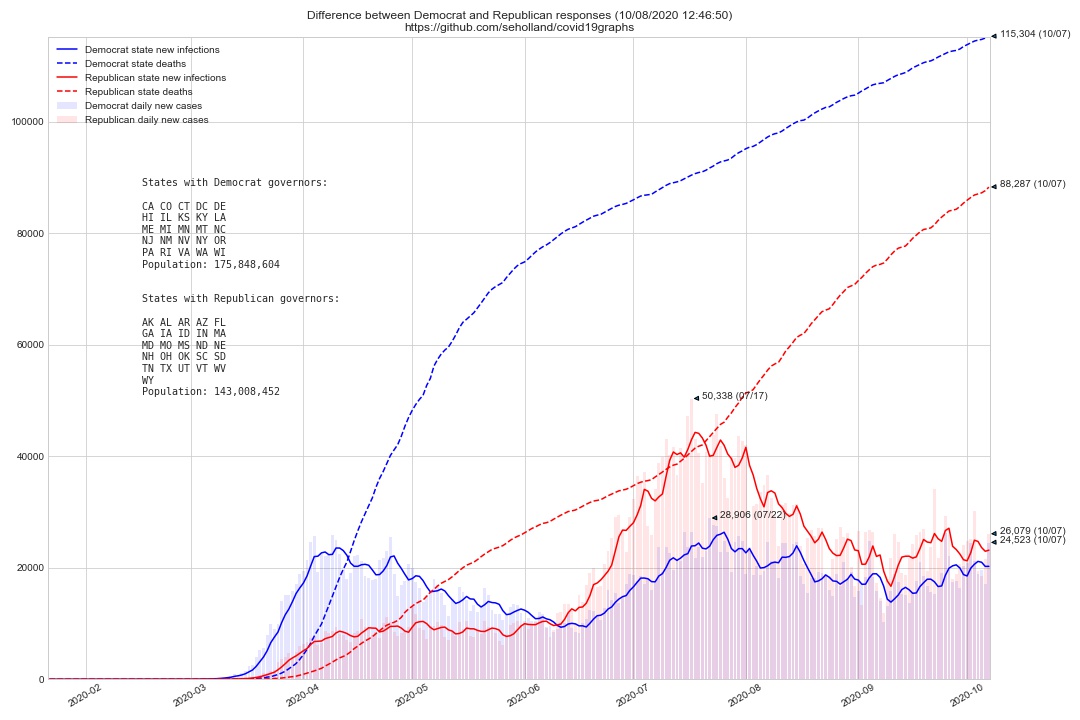 Difference between Democrat and Republican responses (10/08/2020 12:46:50)
https://github.com/seholland/covid19graphs
Democrat state new infections
Democrat state deaths
Republican state new infections
Republican state deaths
Democrat daily new cases
Republican daily new cases
115,304 (10/07)
100000
States with Democrat governors:
CA CO CT DC DE
HI IL KS KY LA
ME MI MN MT NC
NJ NM NV NY OR
PA RI VA WA WI
Population: 175,848,604
88,287 (10/07)
80000
States with Republican governors:
AK AL AR AZ FL
GA IA ID IN MA
MD MO MS ND NE
NH OH OK SC SD
TN TX UT VT WV
WY
Population: 143,008,452
60000
50,338 (07/17)
40000
28,906 (07/22)
26,079 (10/07)
24,523 (10/07)
20000
0
2020-02
2020-03
2020-04
2020-05
2020-06
2020-07
2020-08
2020-09
2020-10